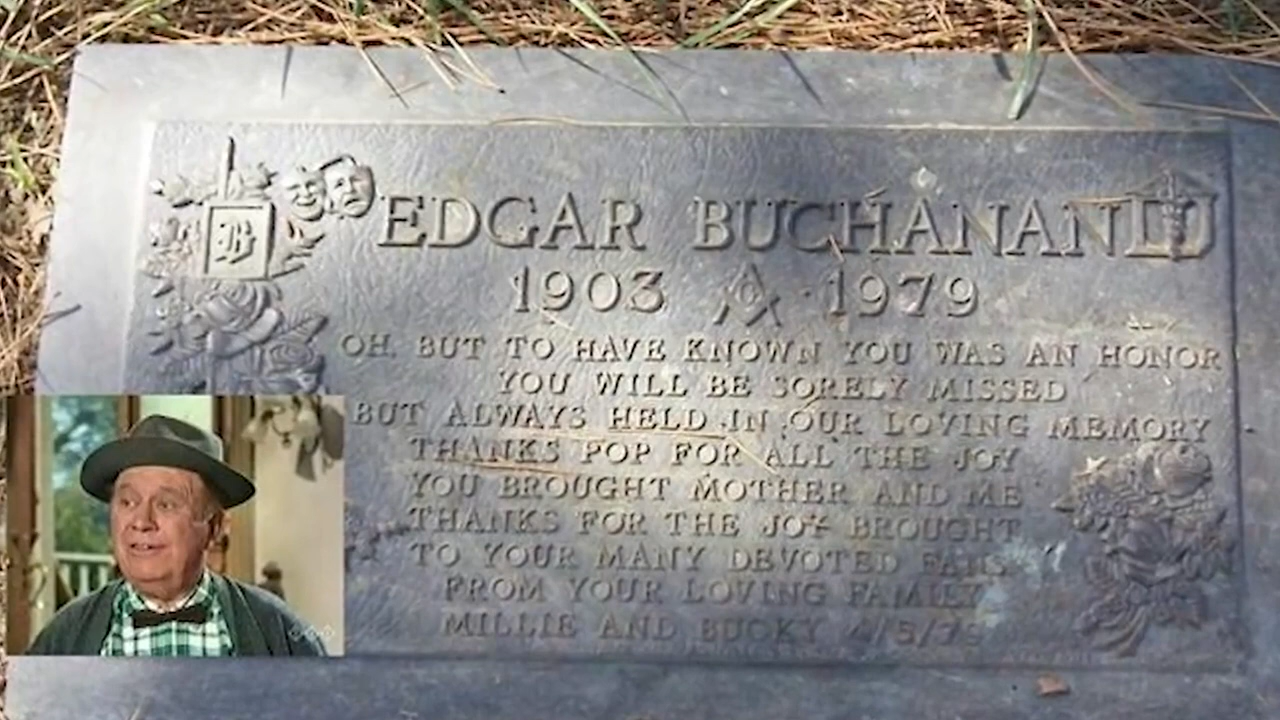 B
EDGAR BUCHANAN
1903 G 1979
OH, BUT TO HAVE KNOWN YOU WAS AN HONOR
YOU WILL BE SORELY MISSED
BUT ALWAYS HELD IN OUR LOVING MEMORY
THANKS POP FOR ALL THE JOY
YOU BROUGHT MOTHER AND ME
THANKS FOR THE JOY BROUGHT
TO YOUR MANY DEVOTED FANS
FROM YOUR LOVING FAMILY
MILLIE AND BUCKY 4/5/79